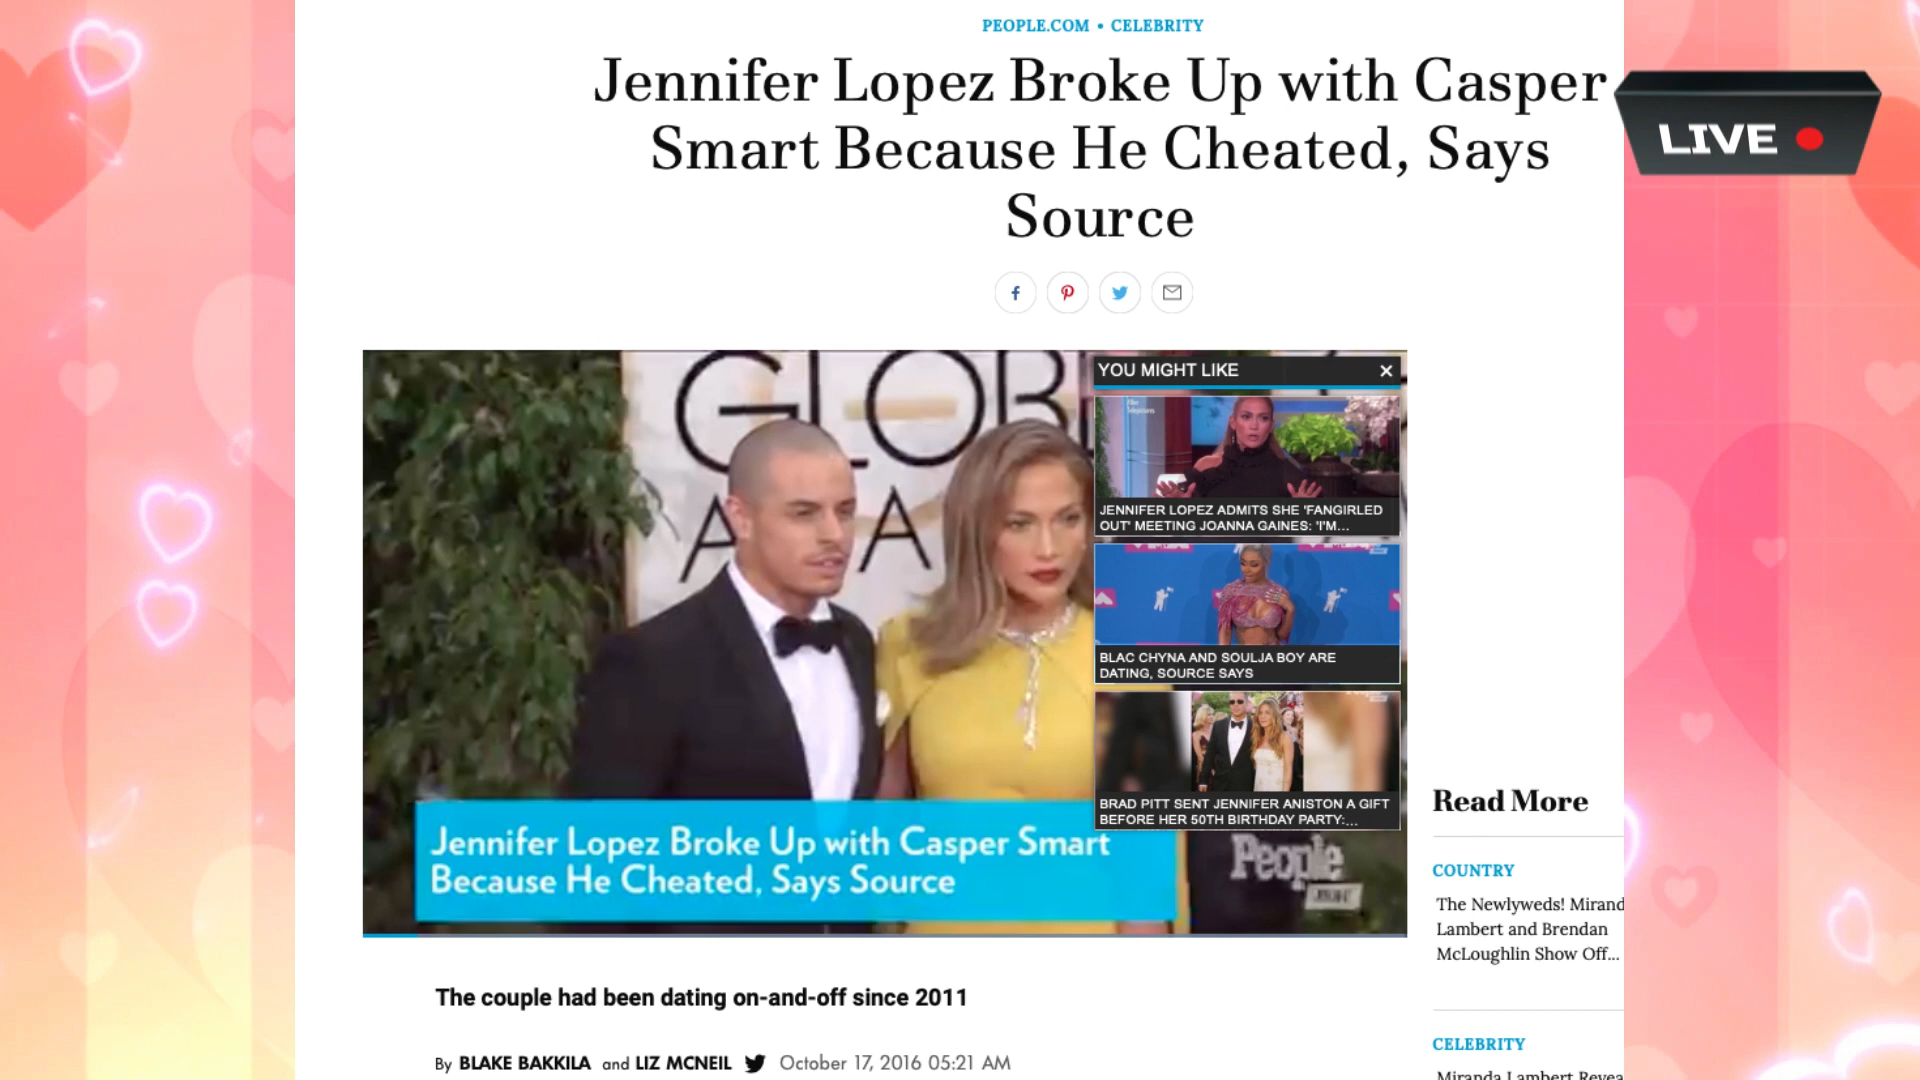 PEOPLE.COM • CELEBRITY
Jennifer Lopez Broke Up with Casper
Smart Because He Cheated, Says
Source
LIVE
GLOB
A A
YOU MIGHT LIKE
JENNIFER LOPEZ ADMITS SHE 'FANGIRLED
OUT' MEETING JOANNA GAINES: 'I'M...
BLAC CHYNA AND SOULJA BOY ARE
DATING, SOURCE SAYS
BRAD PITT SENT JENNIFER ANISTON A GIFT
BEFORE HER 50TH BIRTHDAY PARTY:...
Jennifer Lopez Broke Up with Casper Smart
Because He Cheated, Says Source
People
Read More
COUNTRY
The Newlyweds! Mirand
Lambert and Brendan
McLoughlin Show Off...
The couple had been dating on-and-off since 2011
By BLAKE BAKKILA and LIZ MCNEIL October 17, 2016 05:21 AM
CELEBRITY
Miranda Lambert Revea